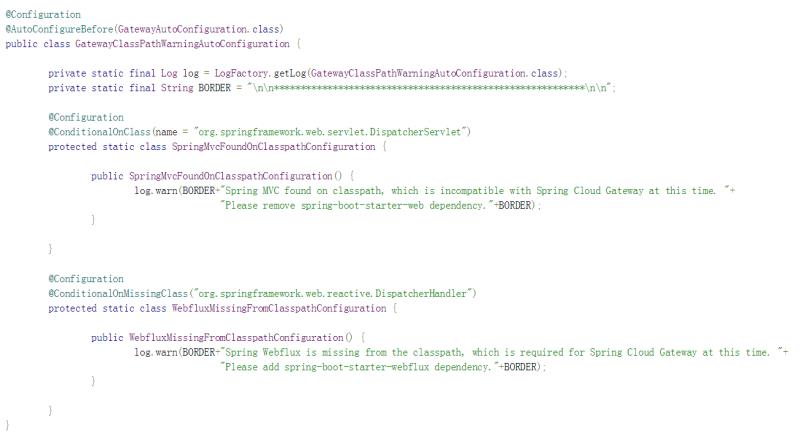 @Configuration
@AutoConfigureBefore(GatewayAutoConfiguration.class)
public class GatewayClassPathWarningAutoConfiguration {
private static final Log log = LogFactory.getLog(GatewayClassPathWarningAutoConfiguration.class);
private static final String BORDER = "\n\n**********************************************************\n\n";
@Configuration
@ConditionalOnClass(name = "org.springframework.web.servlet.DispatcherServlet")
protected static class SpringMvcFoundOnClasspathConfiguration {
public SpringMvcFoundOnClasspathConfiguration() {
log.warn(BORDER+"Spring MVC found on classpath, which is incompatible with Spring Cloud Gateway at this time. "+
"Please remove spring-boot-starter-web dependency."+BORDER);
}
}
@Configuration
@ConditionalOnMissingClass("org.springframework.web.reactive.DispatcherHandler")
protected static class WebfluxMissingFromClasspathConfiguration {
public WebfluxMissingFromClasspathConfiguration() {
log.warn(BORDER+"Spring Webflux is missing from the classpath, which is required for Spring Cloud Gateway at this time. "+
"Please add spring-boot-starter-webflux dependency."+BORDER);
}
}
}